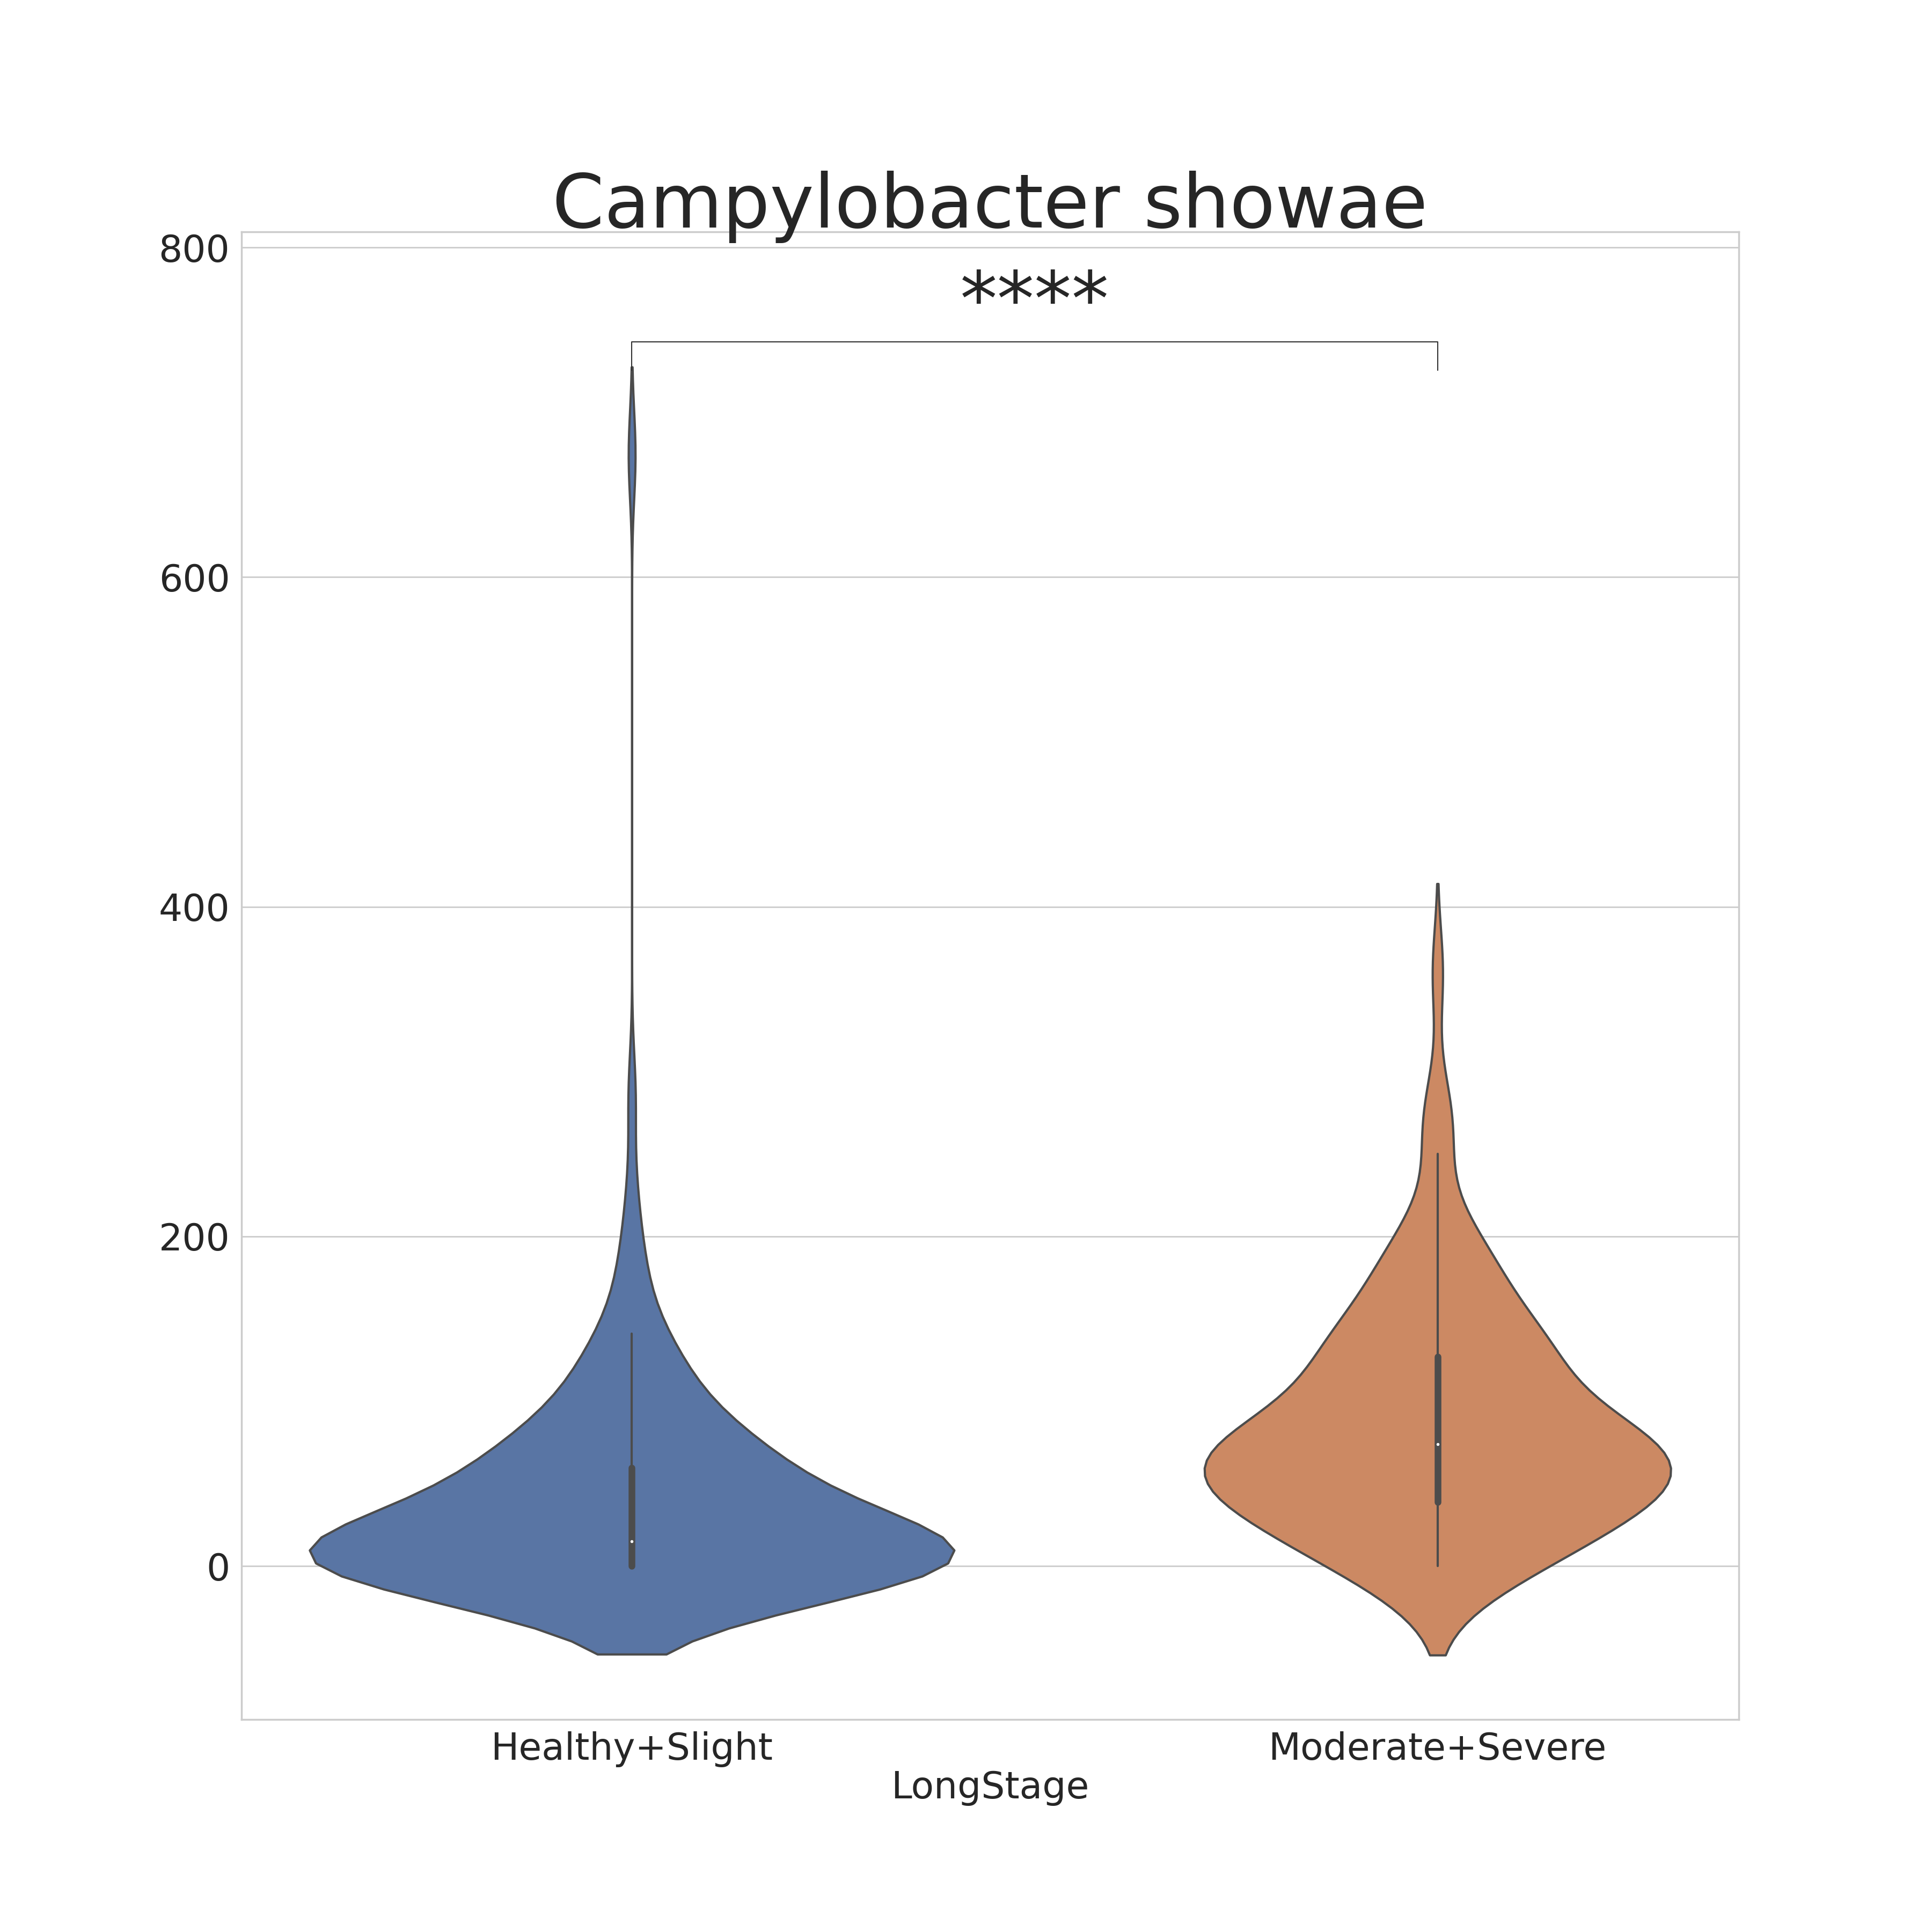 Campylobacter showae
800
****
600
400
200
0
Healthy+Slight Moderate+Severe
LongStage